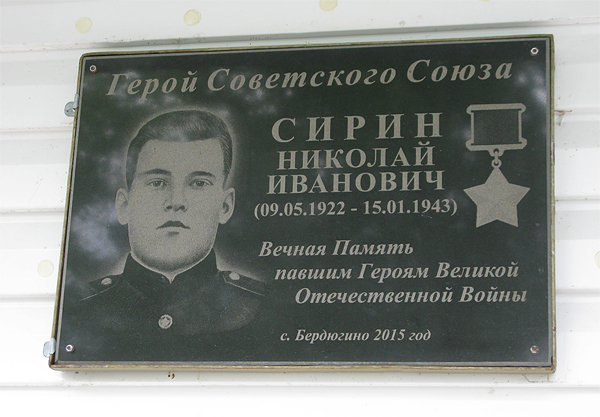 Герой Советского Союза
СИРИН
НИКОЛАЙ
ИВАНОВИЧ
(09.05.1922 - 15.01.1943)
Вечная Память
павшим Героям Великой
Отечественной Войны
с. Бердюгино 2015 год